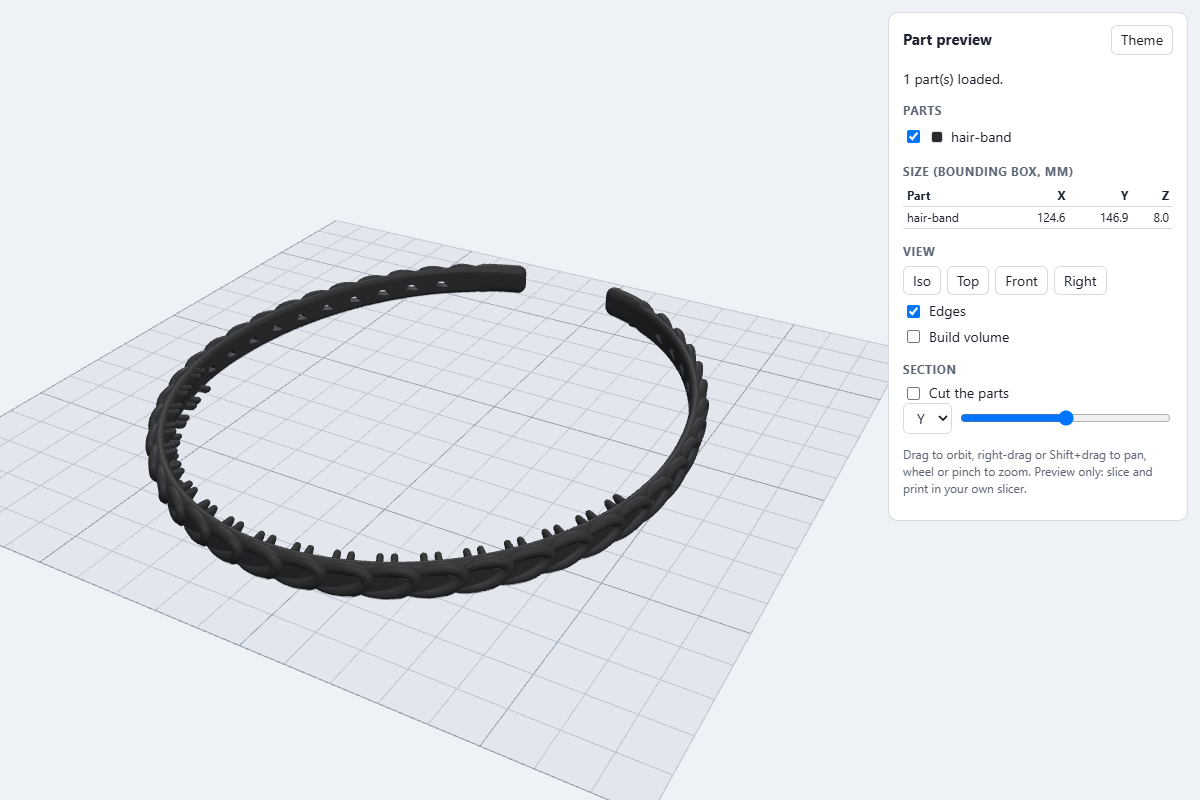 Part preview
Theme
1 part(s) loaded.
PARTS
hair-band
SIZE (BOUNDING BOX, MM)
Part X Y Z
hair-band 124.6 146.9 8.0
VIEW
Iso Top Front Right
Edges
Build volume
SECTION
Cut the parts
Y
Drag to orbit, right-drag or Shift+drag to pan,
wheel or pinch to zoom. Preview only: slice and
print in your own slicer.